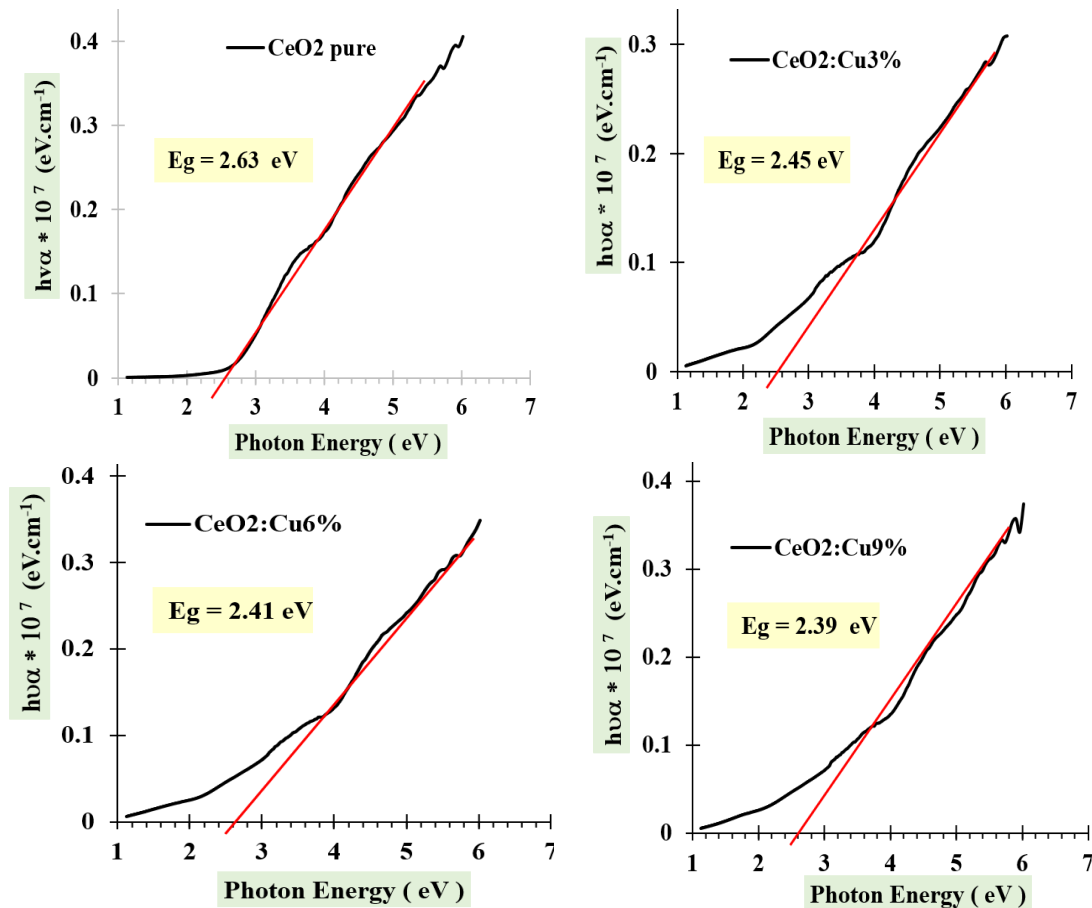 0.4
0.3
0.2
0.1
0
hvα * 10 7 (eV.cm-1)
CeO2 pure
Eg = 2.63 eV
1 2 3 4 5 6 7
Photon Energy ( eV )
0.3
0.2
0.1
0
hυα * 10 7 (eV.cm-1)
CeO2:Cu3%
Eg = 2.45 eV
1 2 3 4 5 6 7
Photon Energy ( eV )
0.4
0.3
0.2
0.1
0
hυα * 10 7 (eV.cm-1)
CeO2:Cu6%
Eg = 2.41 eV
1 2 3 4 5 6 7
Photon Energy ( eV )
0.4
0.3
0.2
0.1
0
hυα * 10 7 (eV.cm-1)
CeO2:Cu9%
Eg = 2.39 eV
1 2 3 4 5 6 7
Photon Energy ( eV )